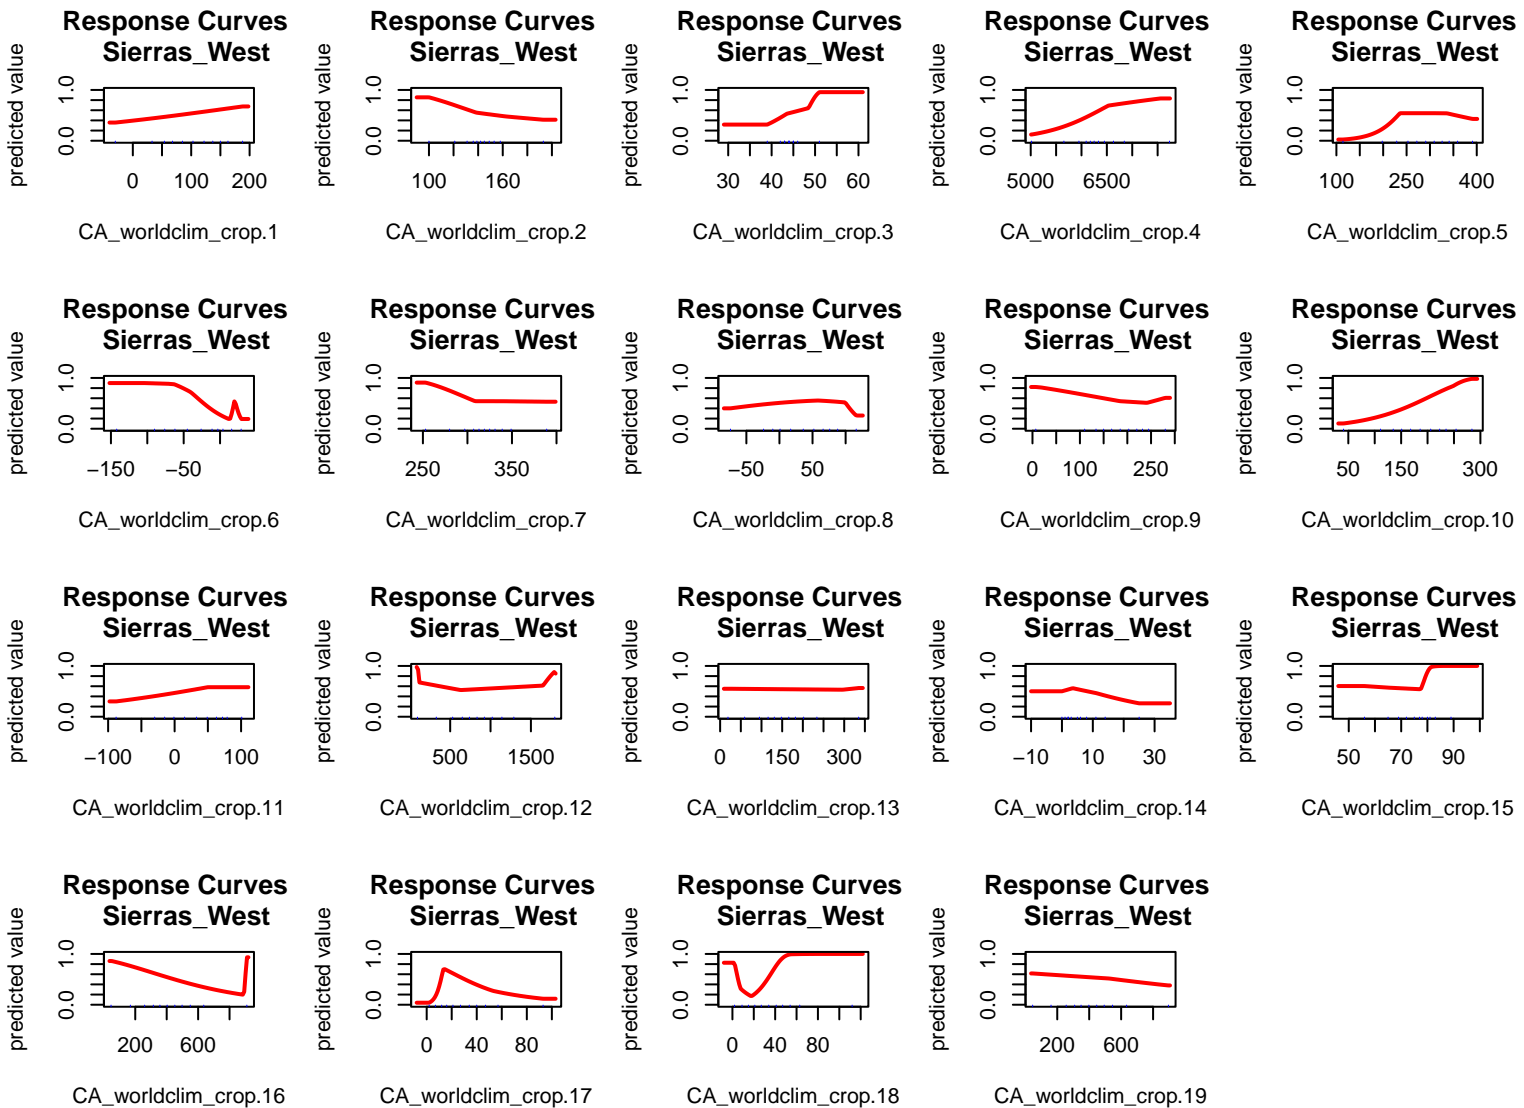 Response Curves
Sierras_West
predicted value
0.0 1.0
0 100 200
CA_worldclim_crop.1
Response Curves
Sierras_West
predicted value
0.0 1.0
100 160
CA_worldclim_crop.2
Response Curves
Sierras_West
predicted value
0.0 1.0
30 40 50 60
CA_worldclim_crop.3
Response Curves
Sierras_West
predicted value
0.0 1.0
5000 6500
CA_worldclim_crop.4
Response Curves
Sierras_West
predicted value
0.0 1.0
100 250 400
CA_worldclim_crop.5
Response Curves
Sierras_West
predicted value
0.0 1.0
−150 −50
CA_worldclim_crop.6
Response Curves
Sierras_West
predicted value
0.0 1.0
250 350
CA_worldclim_crop.7
Response Curves
Sierras_West
predicted value
0.0 1.0
−50 50
CA_worldclim_crop.8
Response Curves
Sierras_West
predicted value
0.0 1.0
0 100 250
CA_worldclim_crop.9
Response Curves
Sierras_West
predicted value
0.0 1.0
50 150 300
CA_worldclim_crop.10
Response Curves
Sierras_West
predicted value
0.0 1.0
−100 0 100
CA_worldclim_crop.11
Response Curves
Sierras_West
predicted value
0.0 1.0
500 1500
CA_worldclim_crop.12
Response Curves
Sierras_West
predicted value
0.0 1.0
0 150 300
CA_worldclim_crop.13
Response Curves
Sierras_West
predicted value
0.0 1.0
−10 10 30
CA_worldclim_crop.14
Response Curves
Sierras_West
predicted value
0.0 1.0
50 70 90
CA_worldclim_crop.15
Response Curves
Sierras_West
predicted value
0.0 1.0
200 600
CA_worldclim_crop.16
Response Curves
Sierras_West
predicted value
0.0 1.0
0 40 80
CA_worldclim_crop.17
Response Curves
Sierras_West
predicted value
0.0 1.0
0 40 80
CA_worldclim_crop.18
Response Curves
Sierras_West
predicted value
0.0 1.0
200 600
CA_worldclim_crop.19